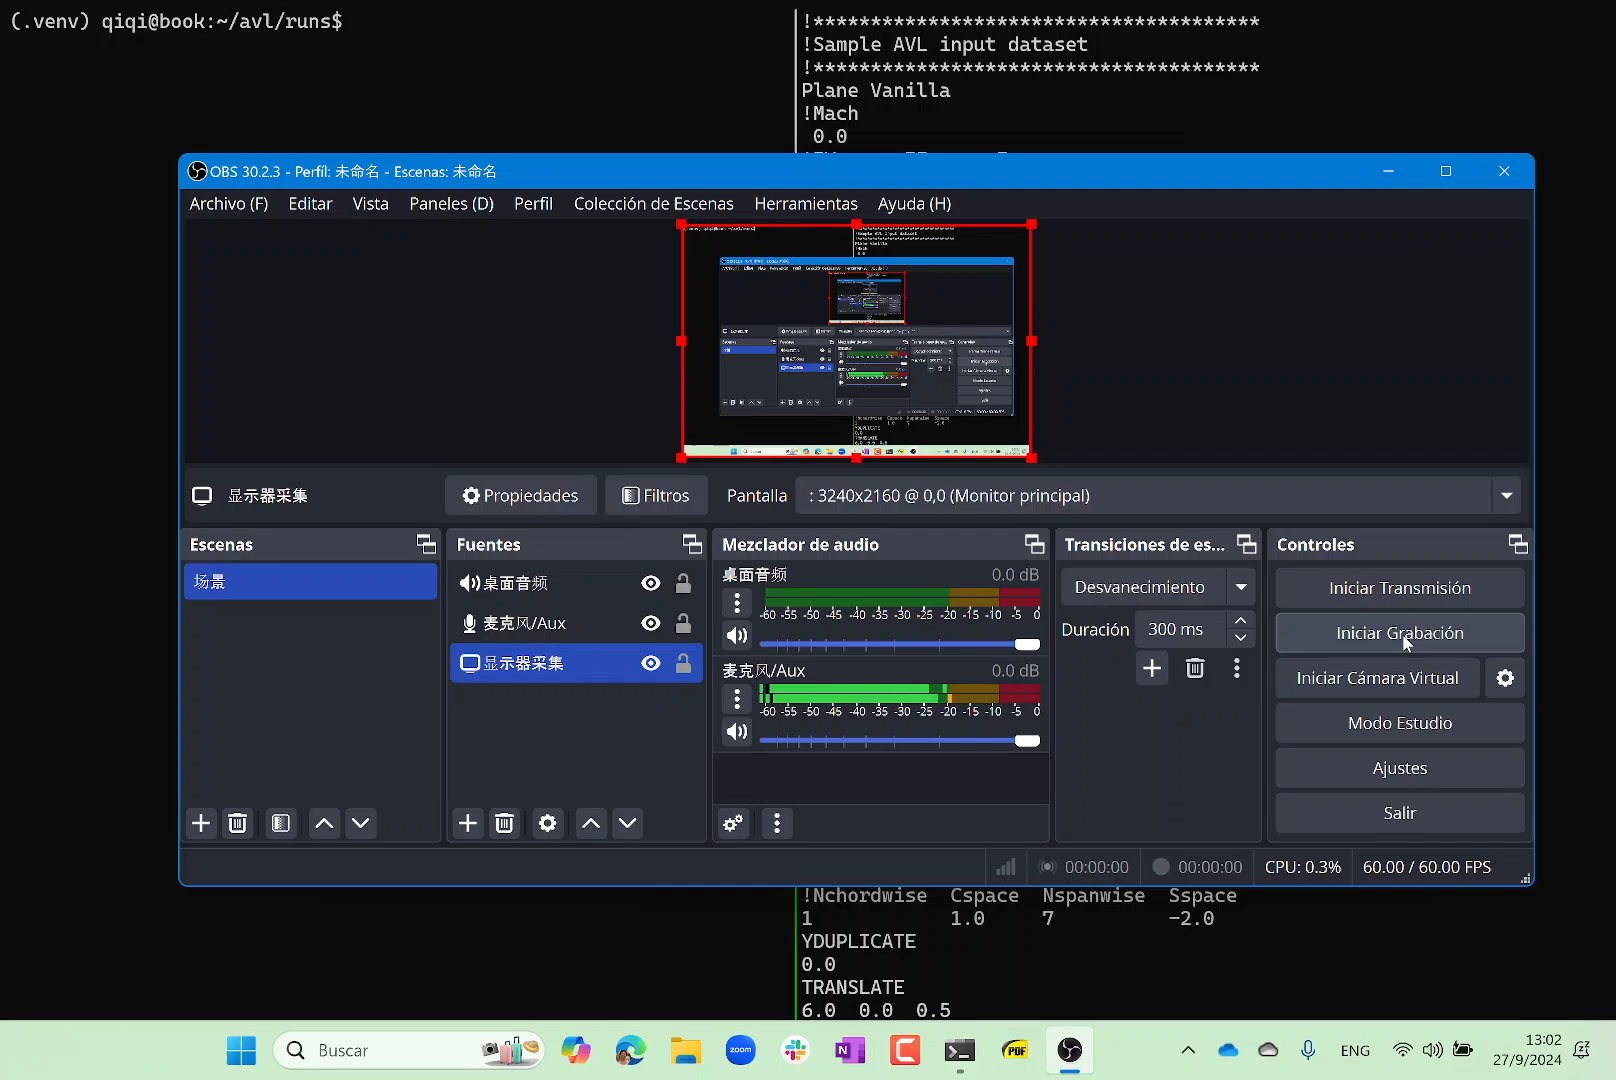 (.venv) qiqi@book:~/avl/runs$
!***************************************
!Sample AVL input dataset
!***************************************
Plane Vanilla
!Mach
0.0
OBS 30.2.3 - Perfíl: 未命名 - Escenas: 未命名
Archivo (F) Editar Vista Paneles (D) Perfil Colección de Escenas Herramientas Ayuda (H)
显示器采集 Propiedades Filtros Pantalla : 3240x2160 @ 0,0 (Monitor principal)
Escenas
场景
Fuentes
桌面音频
麦克风/Aux
显示器采集
Mezclador de audio
桌面音频 0.0 dB
-60 -55 -50 -45 -40 -35 -30 -25 -20 -15 -10 -5 0
麦克风/Aux 0.0 dB
-60 -55 -50 -45 -40 -35 -30 -25 -20 -15 -10 -5 0
Transiciones de es...
Desvanecimiento
Duración 300 ms
Controles
Iniciar Transmisión
Iniciar Grabación
Iniciar Cámara Virtual
Modo Estudio
Ajustes
Salir
00:00:00 00:00:00 CPU: 0.3% 60.00 / 60.00 FPS
!Nchordwise Cspace Nspanwise Sspace
1 1.0 7 -2.0
YDUPLICATE
0.0
TRANSLATE
6.0 0.0 0.5
Buscar
zoom
N
C
PDF
ENG
13:02
27/9/2024